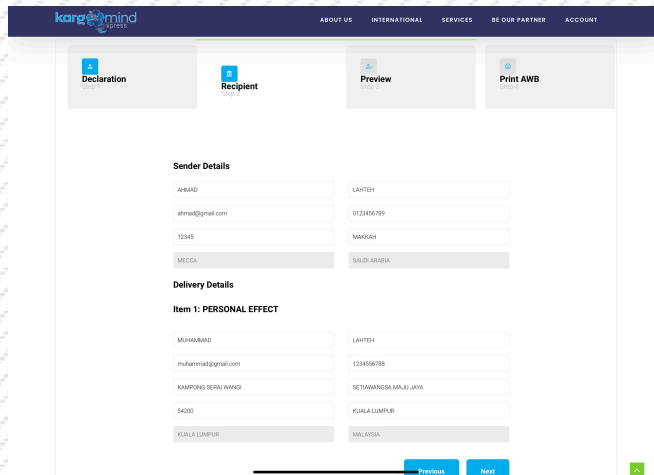 kargomind
express
ABOUT US INTERNATIONAL SERVICES BE OUR PARTNER ACCOUNT
Declaration
Step 1
Recipient
Step 2
Preview
Step 3
Print AWB
Step 4
Sender Details
AHMAD LAHTEH
ahmad@gmail.com 0123456789
12345 MAKKAH
MECCA SAUDI ARABIA
Delivery Details
Item 1: PERSONAL EFFECT
MUHAMMAD LAHTEH
muhammad@gmail.com 1234556788
KAMPONG SERAI WANGI SETIAWANGSA MAJU JAYA
54200 KUALA LUMPUR
KUALA LUMPUR MALAYSIA
Previous Next